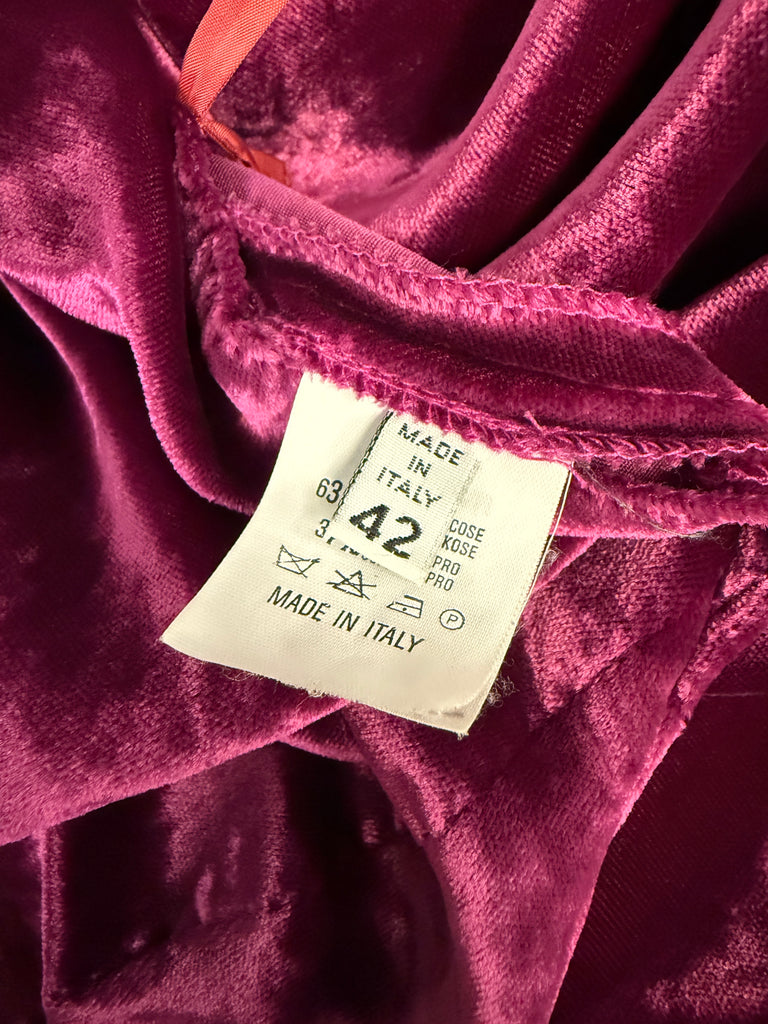 MADE
IN
ITALY
42
63
COSE
KOSE
PRO
PRO
P
MADE IN ITALY